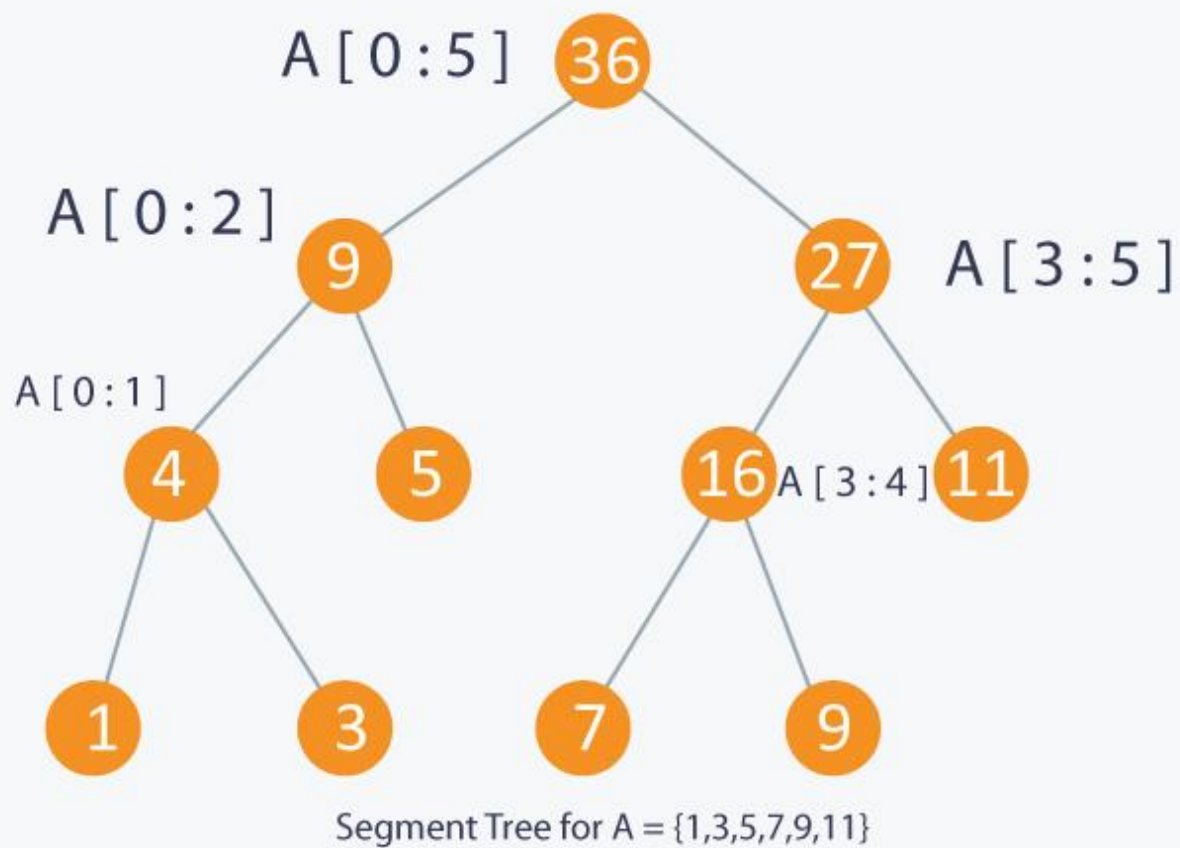 A [ 0 : 5 ] 36
A [ 0 : 2 ] 9 27 A [ 3 : 5 ]
A [ 0 : 1 ]
4 5 16 A [ 3 : 4 ] 11
1 3 7 9
Segment Tree for A = {1,3,5,7,9,11}